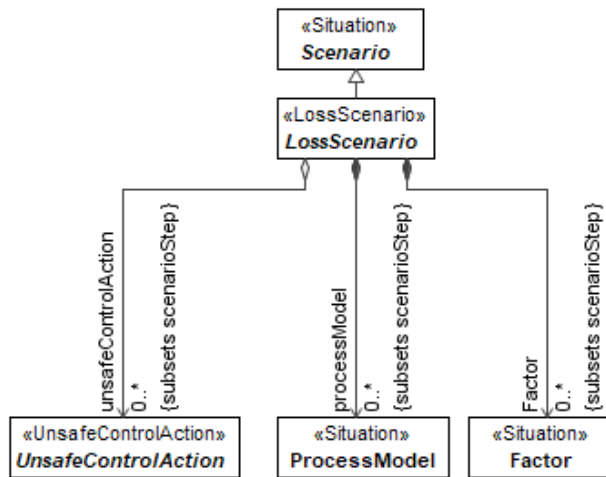 «Situation»
Scenario
«LossScenario»
LossScenario
unsafeControlAction
0..*
{subsets scenarioStep}
processModel
0..*
{subsets scenarioStep}
Factor
0..*
{subsets scenarioStep}
«UnsafeControlAction»
UnsafeControlAction
«Situation»
ProcessModel
«Situation»
Factor